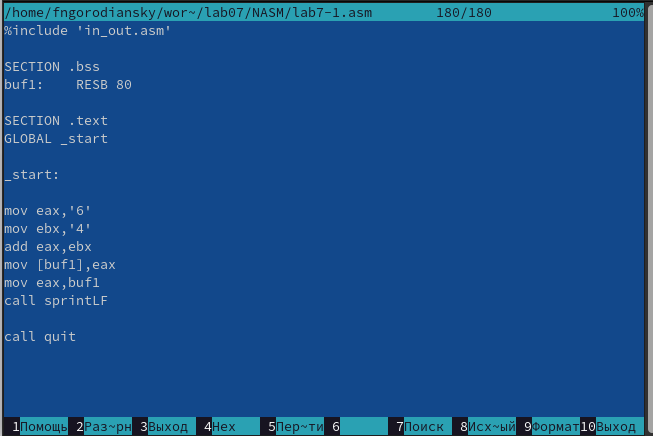 /home/fngorodiansky/wor~/lab07/NASM/lab7-1.asm        180/180               100%
%include 'in_out.asm'

SECTION .bss
buf1:    RESB 80

SECTION .text
GLOBAL _start

_start:

mov eax,'6'
mov ebx,'4'
add eax,ebx
mov [buf1],eax
mov eax,buf1
call sprintLF

call quit

1Помощь 2Раз~рн 3Выход 4Hex 5Пер~ти 6 7Поиск 8Исх~ый 9Формат 10Выход